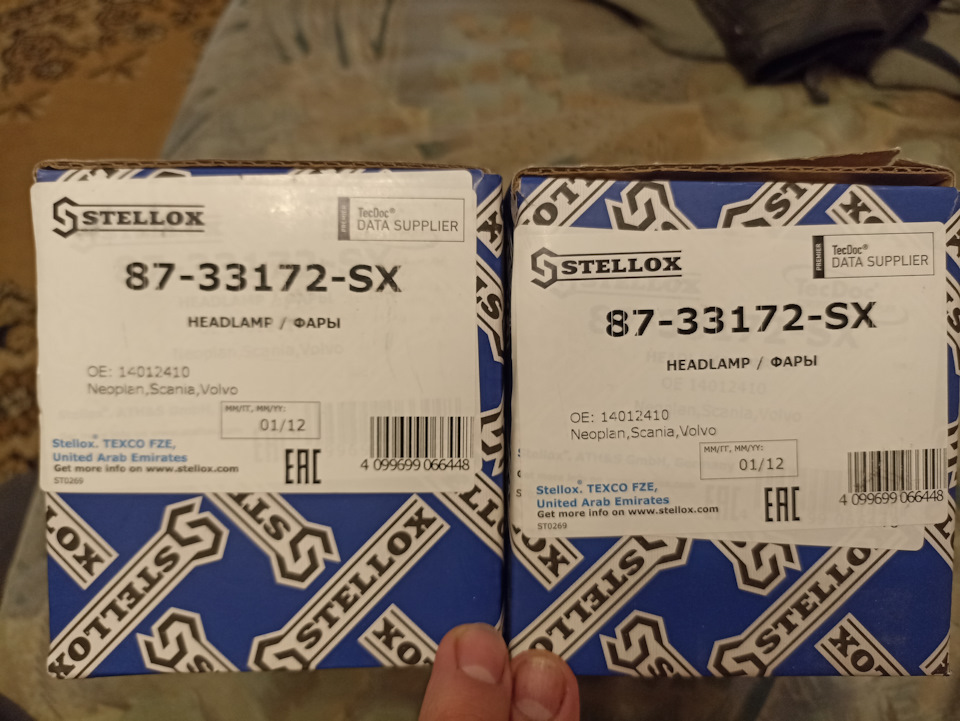 STELLOX
PREMIER
TecDoc®
DATA SUPPLIER
87-33172-SX
HEADLAMP / ФАРЫ
OE: 14012410
Neoplan,Scania,Volvo
ММ/ГГ, MM/YY:
01/12
Stellox® TEXCO FZE,
United Arab Emirates
Get more info on www.stellox.com
ST0269
EAC
4 099699 066448
STELLOX
PREMIER
TecDoc®
DATA SUPPLIER
87-33172-SX
HEADLAMP / ФАРЫ
OE: 14012410
Neoplan,Scania,Volvo
ММ/ГГ, MM/YY:
01/12
Stellox® TEXCO FZE,
United Arab Emirates
Get more info on www.stellox.com
ST0269
EAC
4 099699 066448
STELLOX
STELLOX
STELLOX
STELLOX